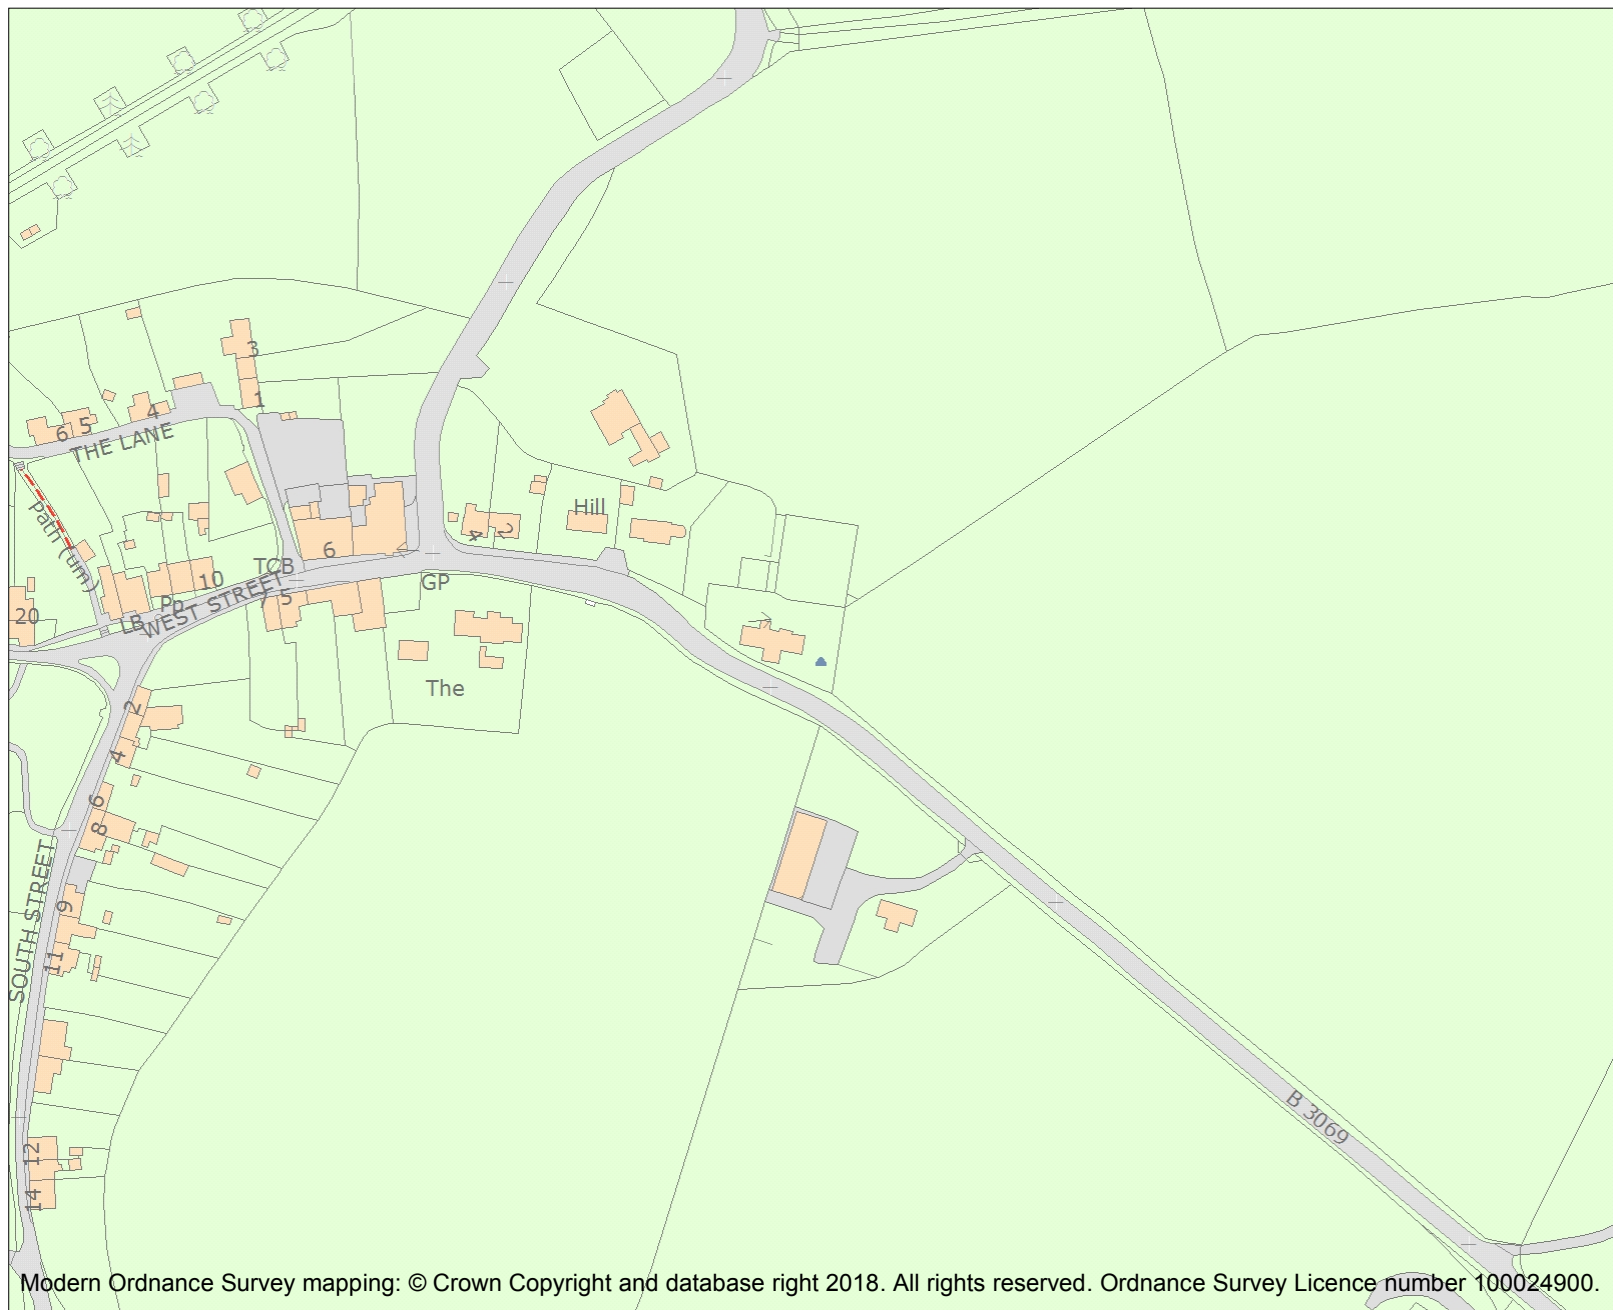 3
1
4
5
6
THE LANE
Path (um)
Hill
2
4
6
TCB
GP
10
Pp
WEST STREET
7
5
LB
20
The
2
4
6
8
SOUTH STREET
9
11
B 3069
12
14
Modern Ordnance Survey mapping: © Crown Copyright and database right 2018. All rights reserved. Ordnance Survey Licence number 100024900.